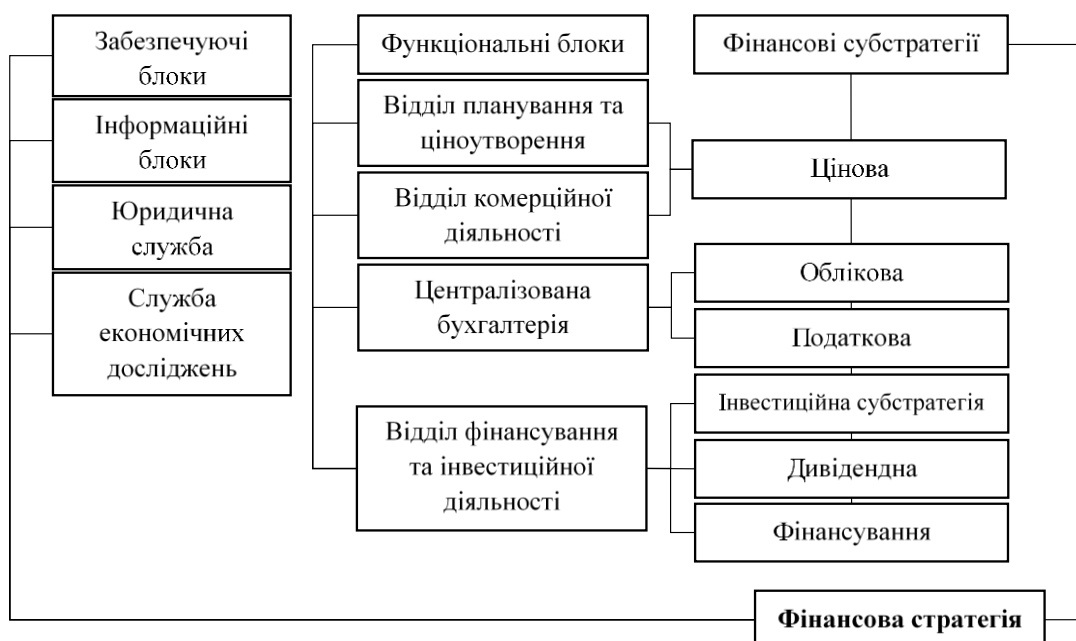 Забезпечуючі
блоки
Інформаційні
блоки
Юридична
служба
Служба
економічних
досліджень
Функціональні блоки
Відділ планування та
ціноутворення
Відділ комерційної
діяльності
Централізована
бухгалтерія
Відділ фінансування
та інвестиційної
діяльності
Фінансові субстратегії
Цінова
Облікова
Податкова
Інвестиційна субстратегія
Дивідендна
Фінансування
Фінансова стратегія